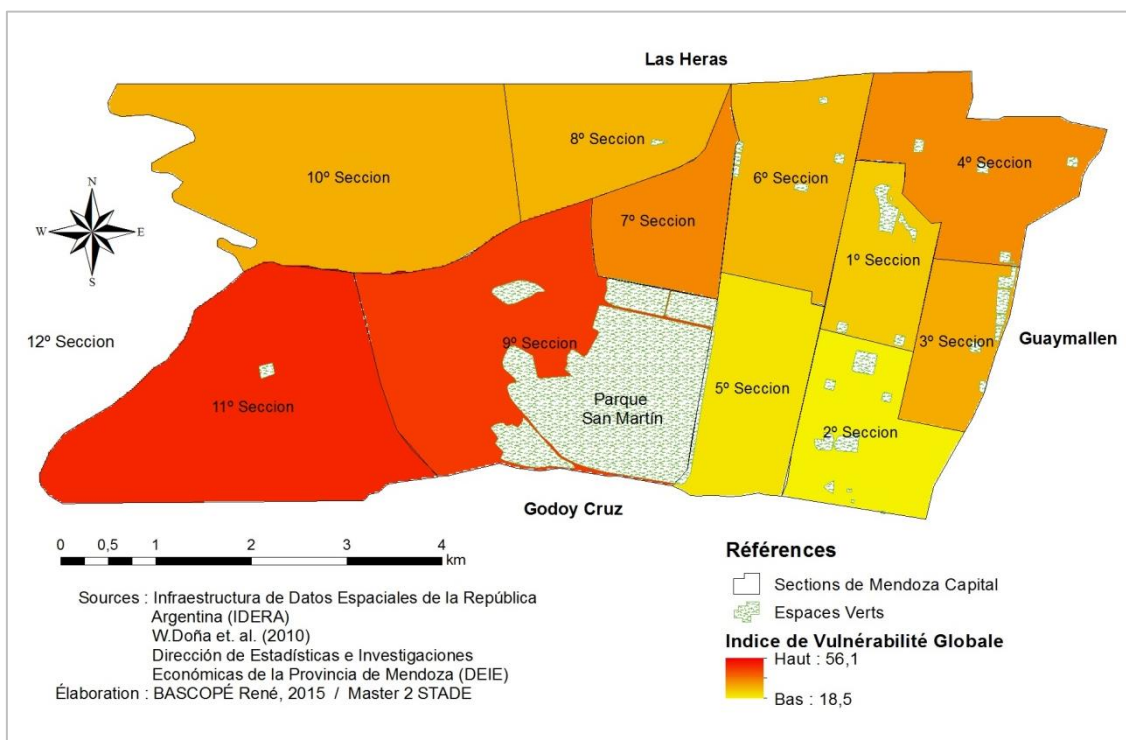 Las Heras
8º Seccion
4º Seccion
10º Seccion
6º Seccion
7º Seccion
N
W
E
S
1º Seccion
12º Seccion
9º Seccion
3º Seccion
Guaymallen
5º Seccion
Parque
San Martín
11º Seccion
2º Seccion
Godoy Cruz
0 0,5 1 2 3 4
km
Sources : Infraestructura de Datos Espaciales de la República
Argentina (IDERA)
W.Doña et. al. (2010)
Dirección de Estadísticas e Investigaciones
Económicas de la Provincia de Mendoza (DEIE)
Élaboration : BASCOPÉ René, 2015 / Master 2 STADE
Références
Sections de Mendoza Capital
Espaces Verts
Indice de Vulnérabilité Globale
Haut : 56,1
Bas : 18,5